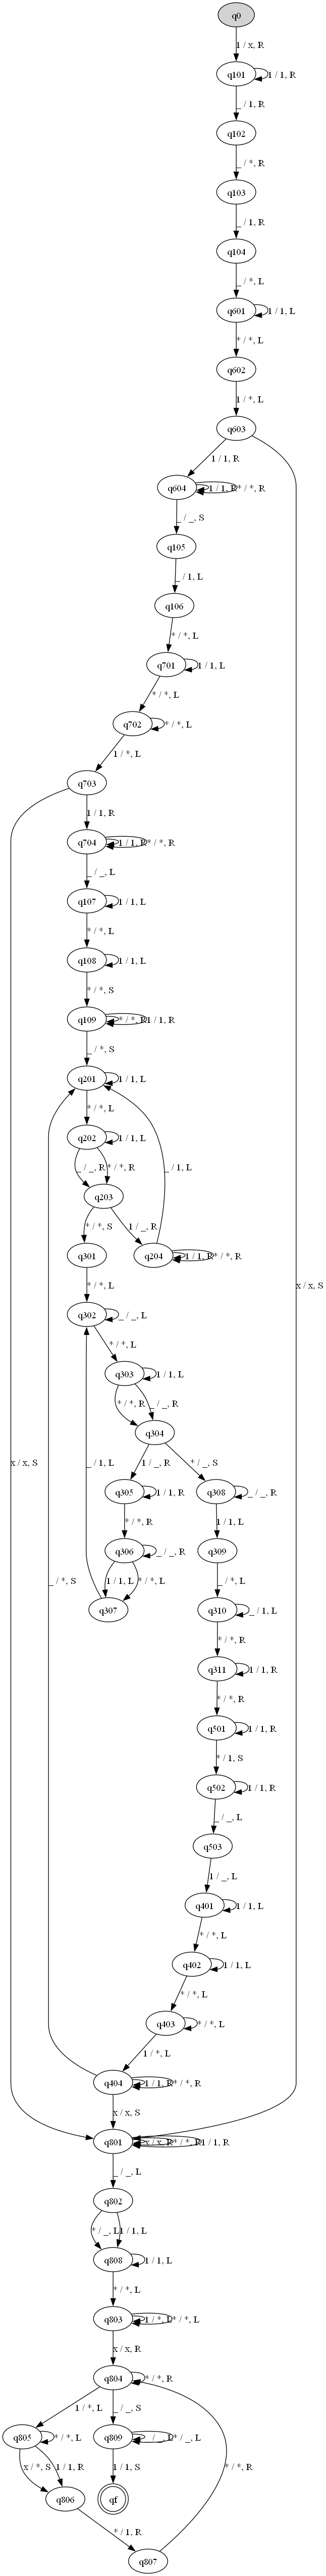 q0
1 / x, R
q101
1 / 1, R
_ / 1, R
q102
_ / *, R
q103
_ / 1, R
q104
_ / *, L
q601
1 / 1, L
* / *, L
q602
1 / *, L
q603
1 / 1, R
q604
1 / 1, R
* / *, R
_ / _, S
q105
_ / 1, L
q106
* / *, L
q701
1 / 1, L
* / *, L
q702
* / *, L
1 / *, L
q703
1 / 1, R
q704
1 / 1, R
* / *, R
_ / _, L
q107
1 / 1, L
* / *, L
q108
1 / 1, L
* / *, S
q109
* / *, R
1 / 1, R
_ / *, S
q201
1 / 1, L
* / *, L
_ / 1, L
q202
1 / 1, L
_ / _, R
* / *, R
q203
* / *, S
1 / _, R
q301
q204
1 / 1, R
* / *, R
x / x, S
* / *, L
q302
_ / _, L
* / *, L
q303
1 / 1, L
* / *, R
_ / _, R
q304
x / x, S
_ / 1, L
_ / *, S
1 / _, R
* / _, S
q305
1 / 1, R
q308
_ / _, R
* / *, R
1 / 1, L
q306
_ / _, R
q309
1 / 1, L
* / *, L
_ / *, L
q307
q310
_ / 1, L
* / *, R
q311
1 / 1, R
* / *, R
q501
1 / 1, R
* / 1, S
q502
1 / 1, R
_ / _, L
q503
1 / _, L
q401
1 / 1, L
* / *, L
q402
1 / 1, L
* / *, L
q403
* / *, L
1 / *, L
q404
1 / 1, R
* / *, R
x / x, S
q801
x / x, R
* / *, R
1 / 1, R
_ / _, L
q802
* / _, L
1 / 1, L
q808
1 / 1, L
* / *, L
q803
1 / *, L
* / *, L
x / x, R
q804
* / *, R
1 / *, L
_ / _, S
q805
* / *, L
q809
_ / _, L
* / _, L
x / *, S
1 / 1, R
* / *, R
1 / 1, S
q806
qf
* / 1, R
q807